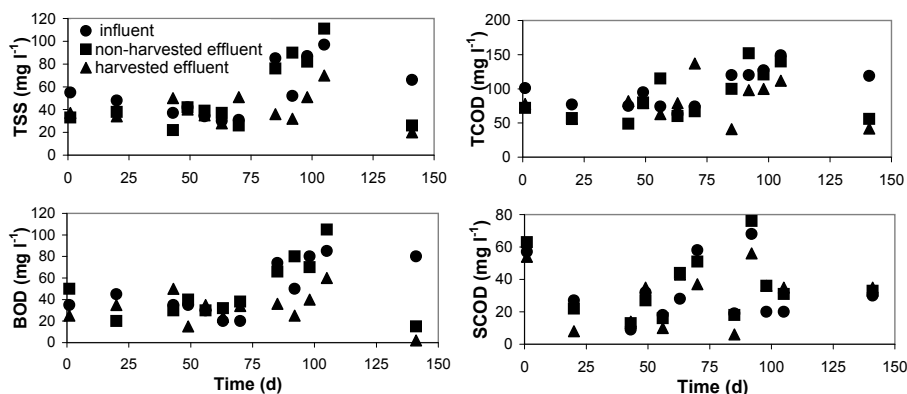 120
100
80
60
40
20
0
TSS (mg l-1)
influent
non-harvested effluent
harvested effluent
0 25 50 75 100 125 150
200
150
100
50
0
TCOD (mg l-1)
0 25 50 75 100 125 150
120
100
80
60
40
20
0
BOD (mg l-1)
0 25 50 75 100 125 150
Time (d)
80
60
40
20
0
SCOD (mg l-1)
0 25 50 75 100 125 150
Time (d)